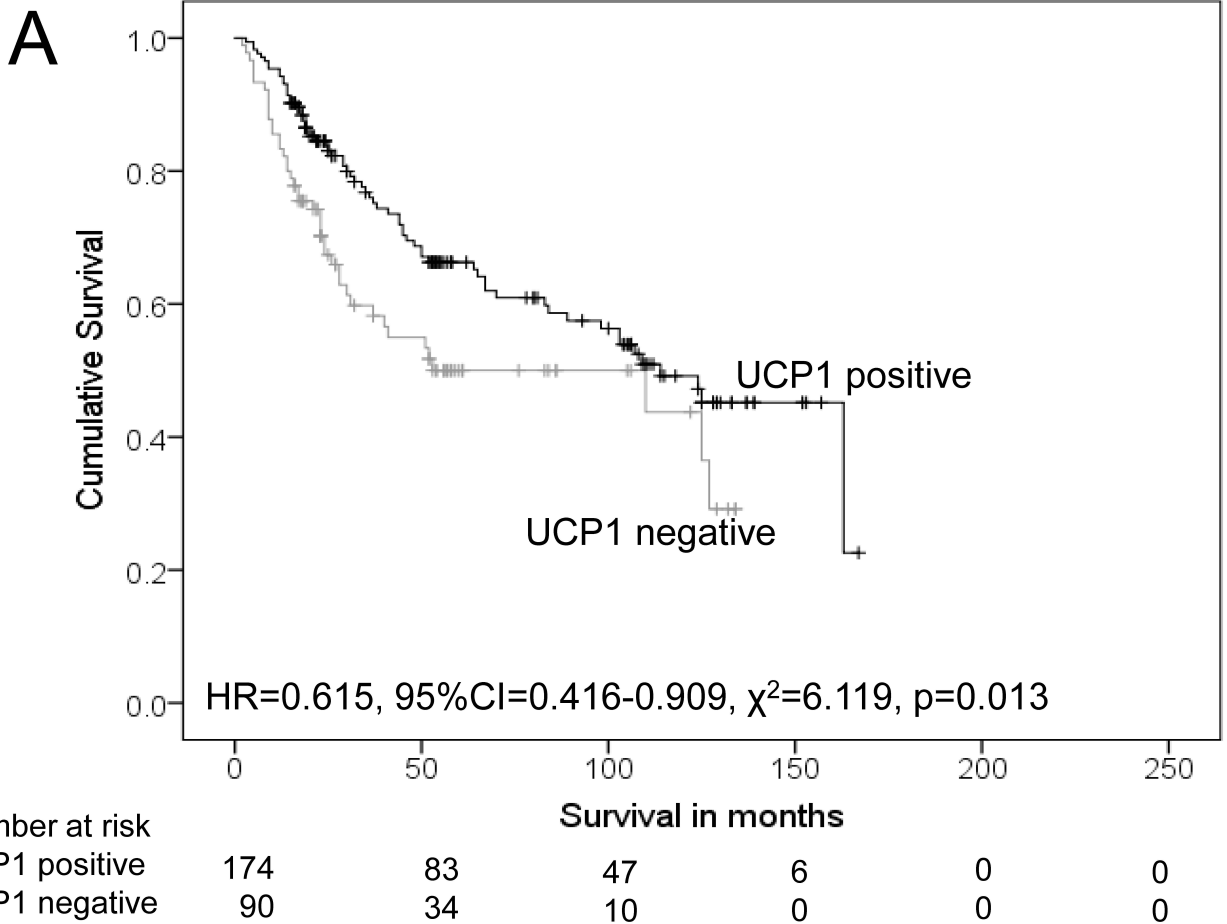 A
1.0
0.8
0.6
0.4
0.2
0.0
Cumulative Survival
UCP1 positive
UCP1 negative
HR=0.615, 95%CI=0.416-0.909, χ²=6.119, p=0.013
0 50 100 150 200 250
Survival in months
at risk
P1 positive 174 83 47 6 0 0
P1 negative 90 34 10 0 0 0